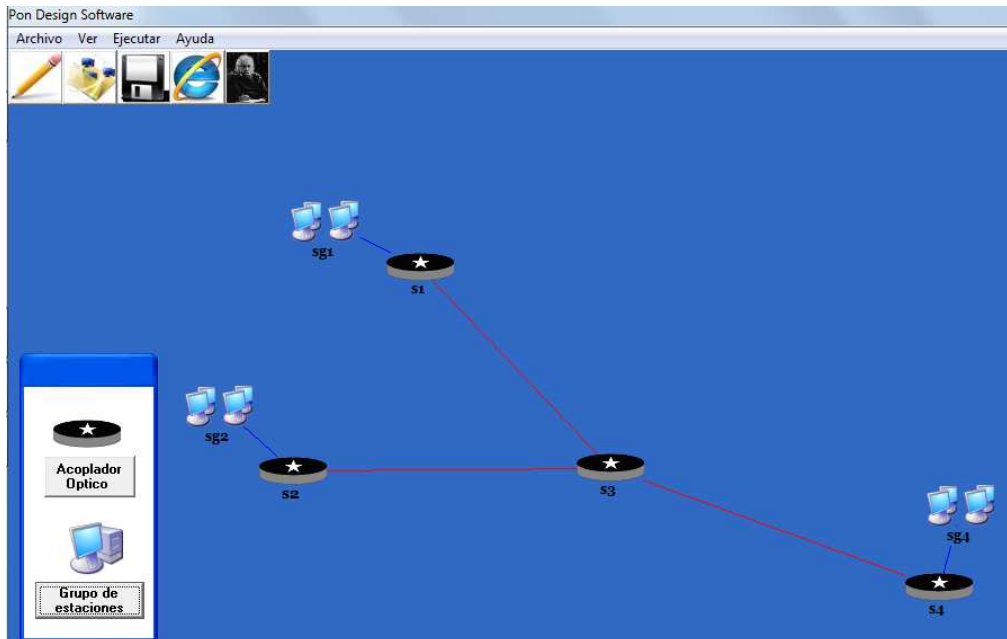 Pon Design Software
Archivo Ver Ejecutar Ayuda
sg1
s1
sg2
s2
s3
sg4
s4
Acoplador
Optico
Grupo de
estaciones